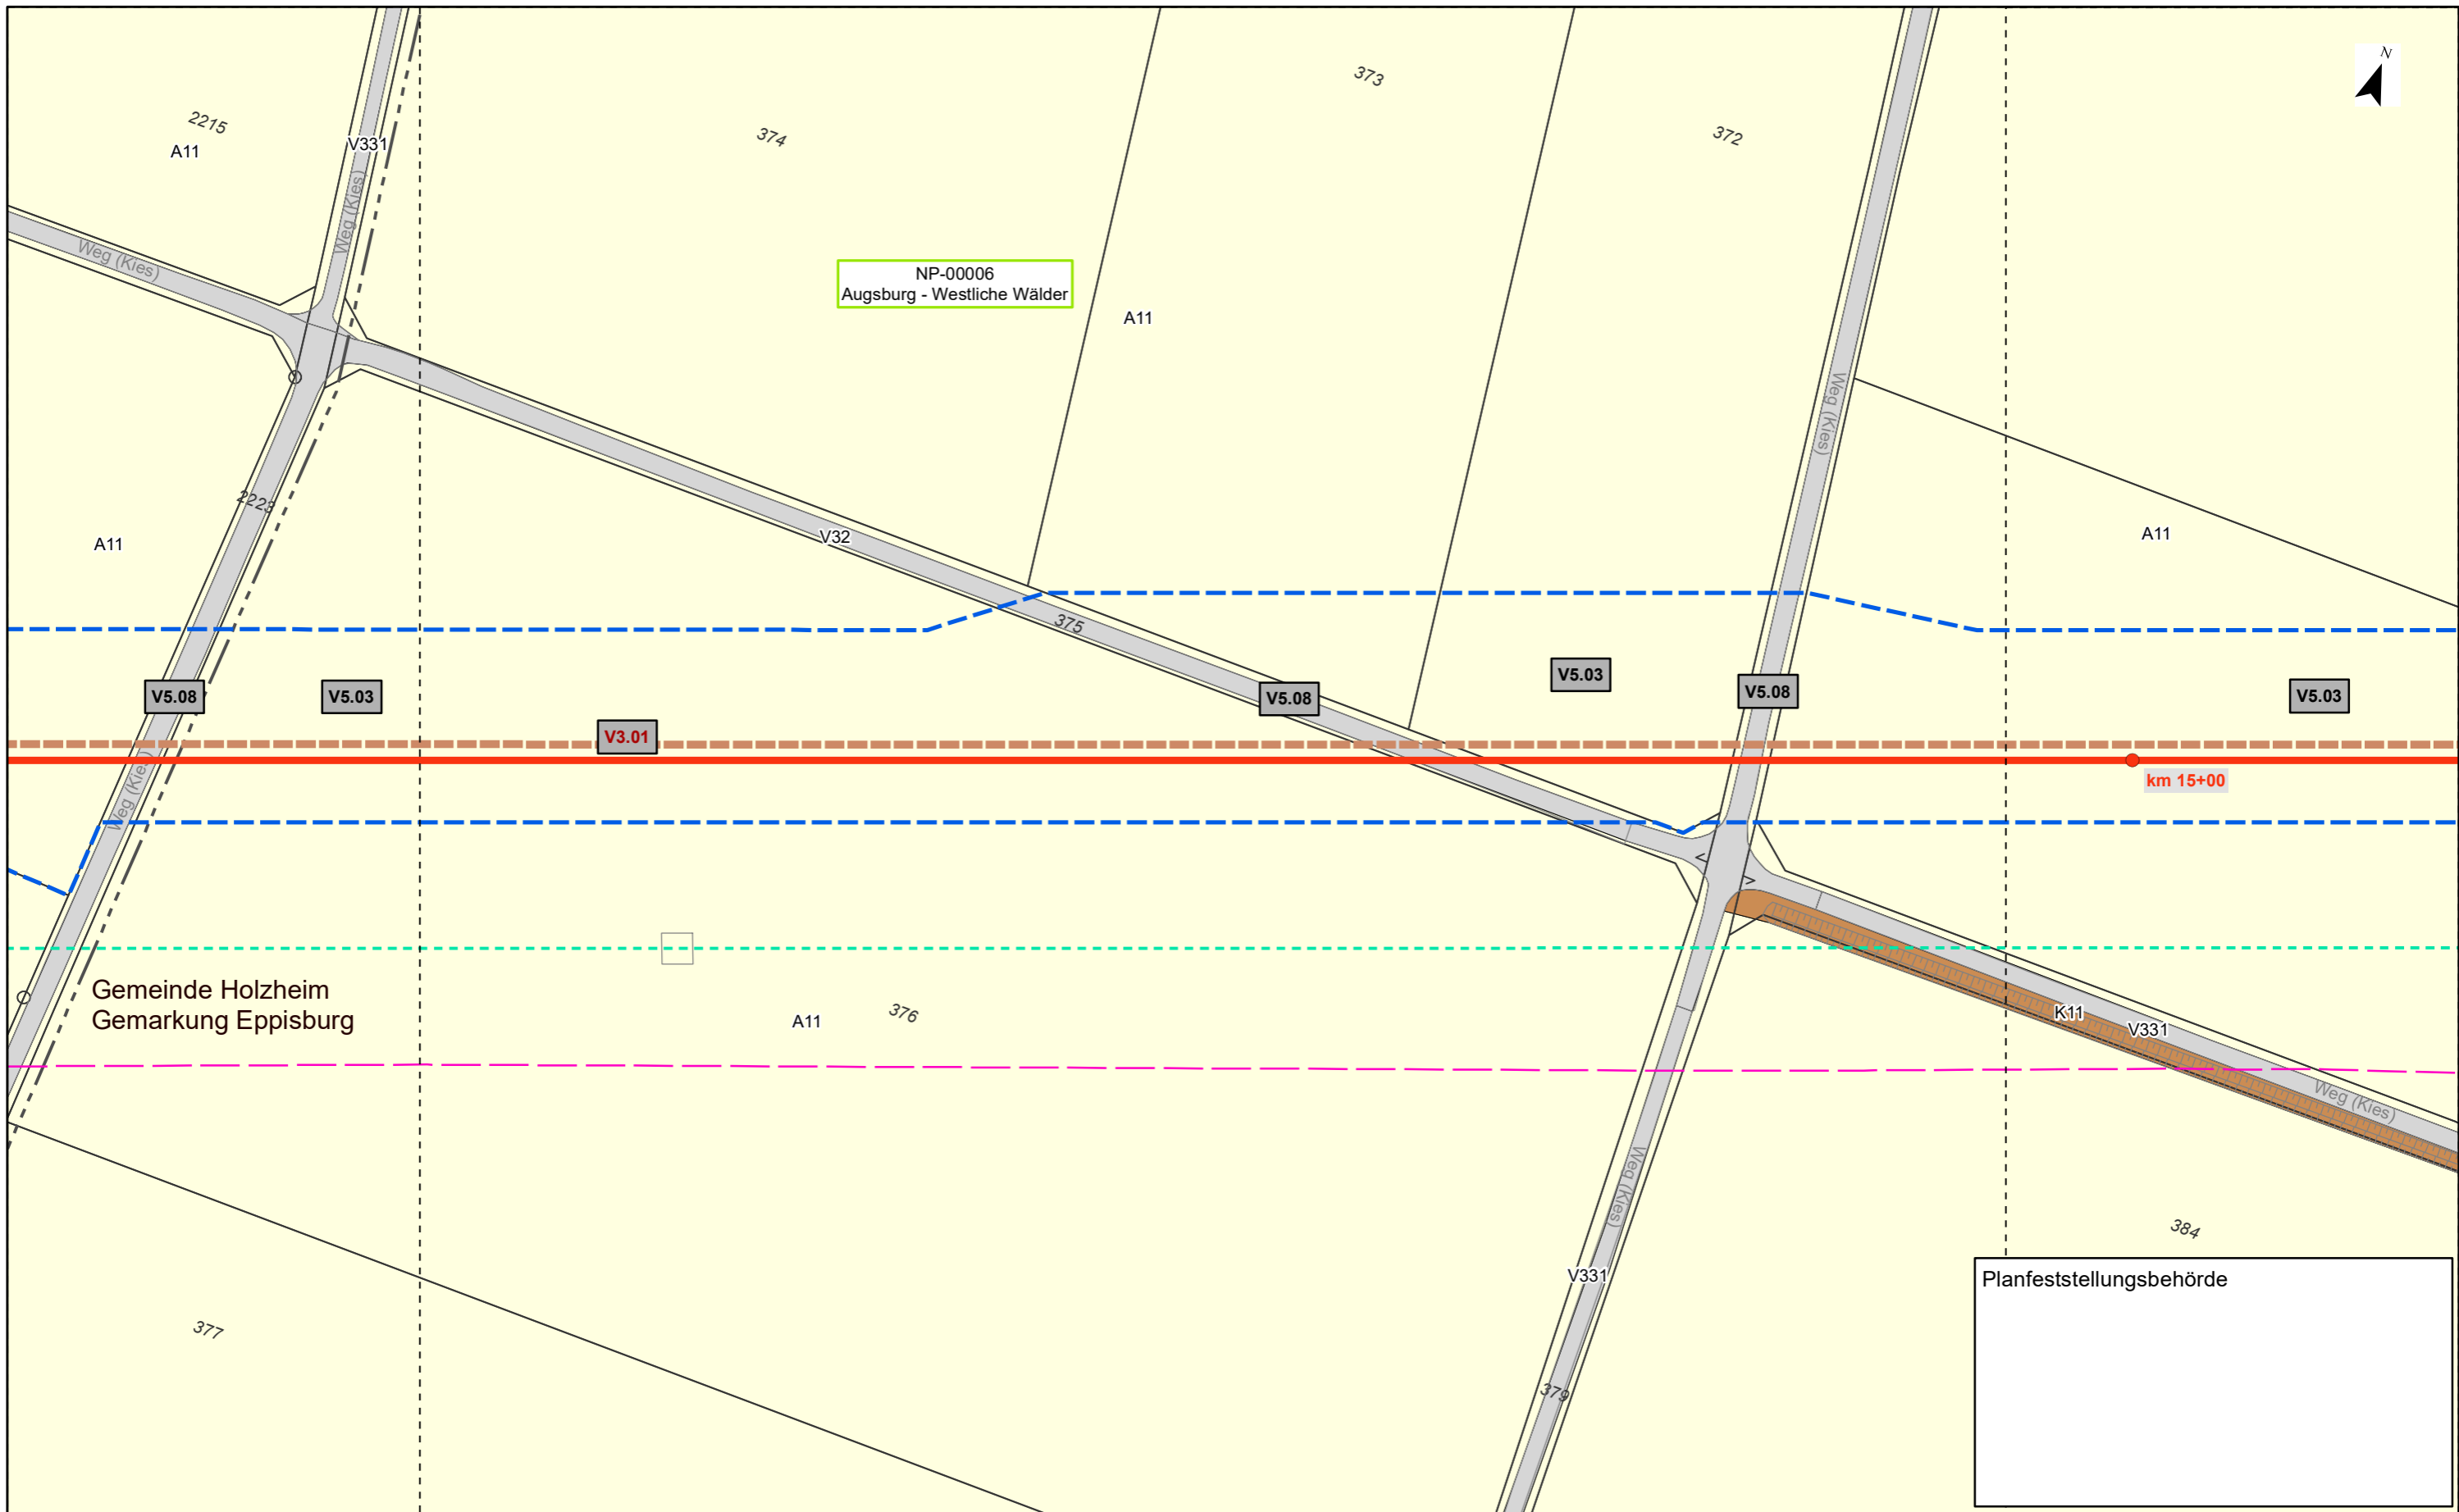 N
373
2215
374
372
A11
V331
Weg (Kies)
Weg (Kies)
NP-00006
Augsburg - Westliche Wälder
A11
Weg (Kies)
2223
A11
V32
A11
375
V5.08
V5.03
V5.08
V5.03
V5.08
V5.03
V3.01
Weg (Kies)
km 15+00
Gemeinde Holzheim
Gemarkung Eppisburg
A11
376
K11
V331
Weg (Kies)
Weg (Kies)
384
V331
Planfeststellungsbehörde
377
379